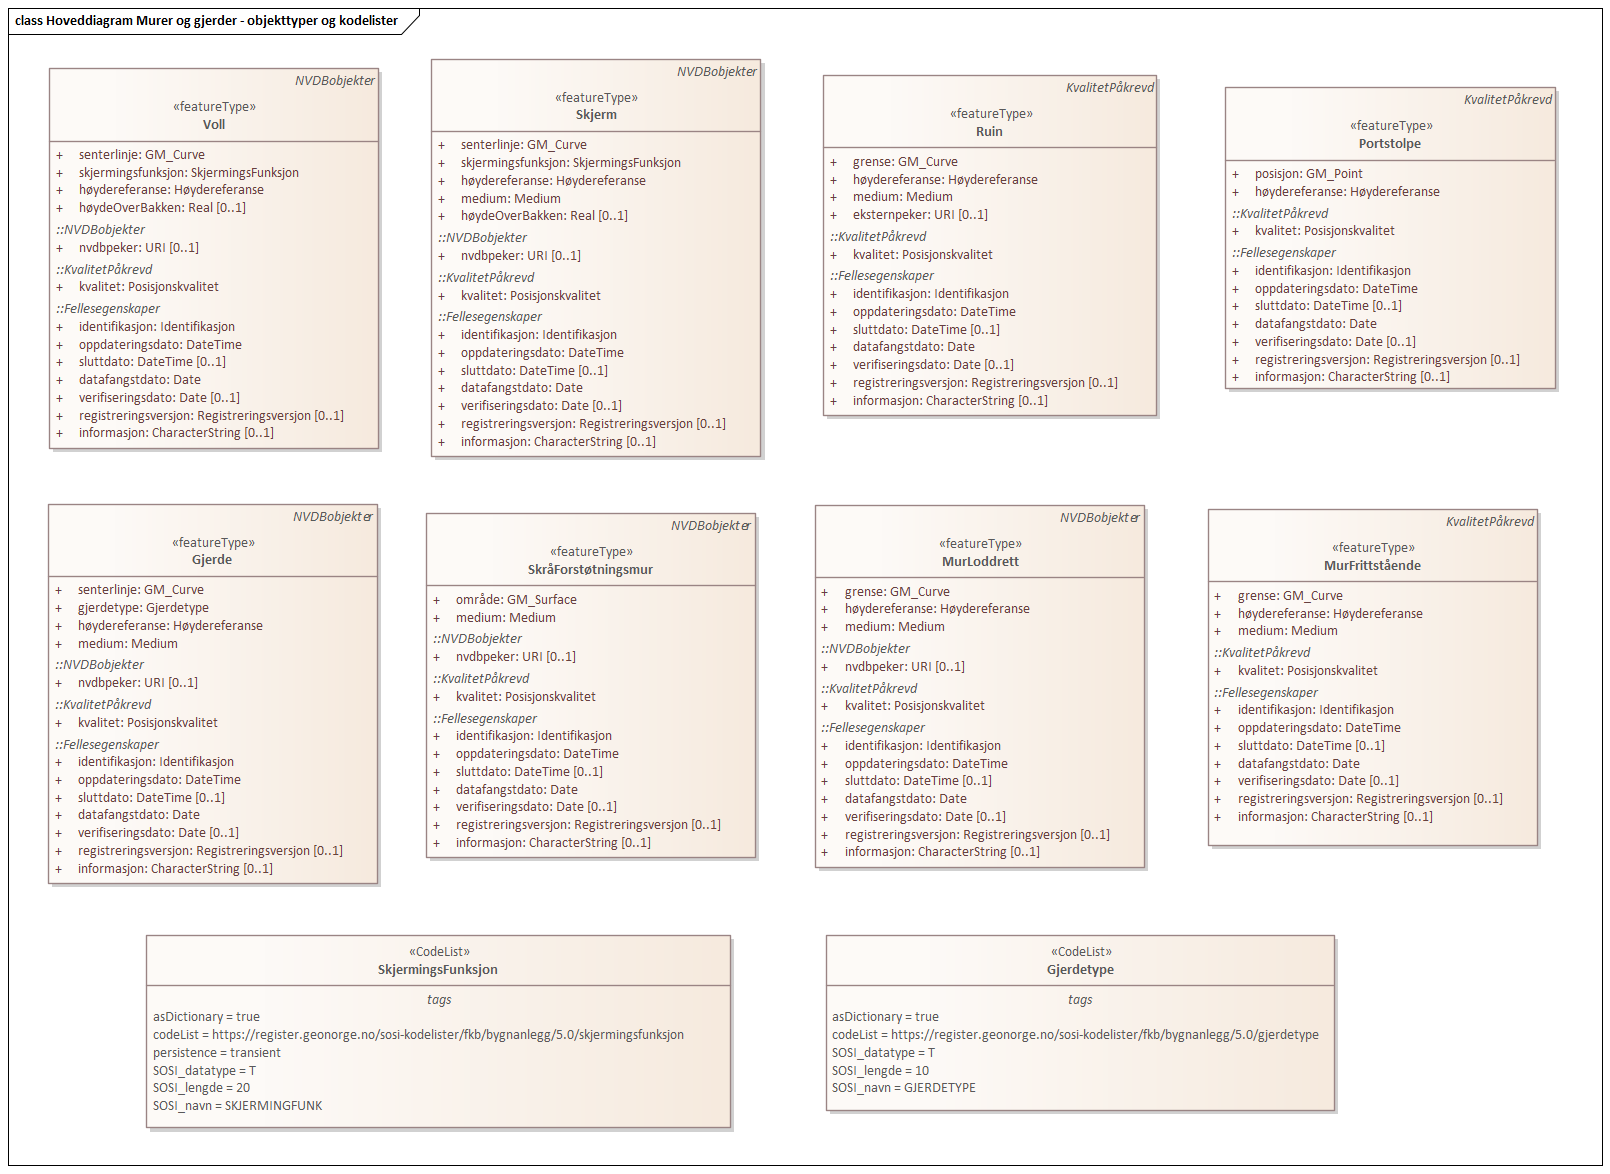 class Hoveddiagram Murer og gjerder - objekttyper og kodelister
NVDBobjekter
«featureType»
Voll
+ senterlinje: GM_Curve
+ skjermingsfunksjon: SkjermingsFunksjon
+ høydereferanse: Høydereferanse
+ høydeOverBakken: Real [0..1]
::NVDBobjekter
+ nvdbpeker: URI [0..1]
::KvalitetPåkrevd
+ kvalitet: Posisjonskvalitet
::Fellesegenskaper
+ identifikasjon: Identifikasjon
+ oppdateringsdato: DateTime
+ sluttdato: DateTime [0..1]
+ datafangstdato: Date
+ verifiseringsdato: Date [0..1]
+ registreringsversjon: Registreringsversjon [0..1]
+ informasjon: CharacterString [0..1]
NVDBobjekter
«featureType»
Skjerm
+ senterlinje: GM_Curve
+ skjermingsfunksjon: SkjermingsFunksjon
+ høydereferanse: Høydereferanse
+ medium: Medium
+ høydeOverBakken: Real [0..1]
::NVDBobjekter
+ nvdbpeker: URI [0..1]
::KvalitetPåkrevd
+ kvalitet: Posisjonskvalitet
::Fellesegenskaper
+ identifikasjon: Identifikasjon
+ oppdateringsdato: DateTime
+ sluttdato: DateTime [0..1]
+ datafangstdato: Date
+ verifiseringsdato: Date [0..1]
+ registreringsversjon: Registreringsversjon [0..1]
+ informasjon: CharacterString [0..1]
KvalitetPåkrevd
«featureType»
Ruin
+ grense: GM_Curve
+ høydereferanse: Høydereferanse
+ medium: Medium
+ eksternpeker: URI [0..1]
::KvalitetPåkrevd
+ kvalitet: Posisjonskvalitet
::Fellesegenskaper
+ identifikasjon: Identifikasjon
+ oppdateringsdato: DateTime
+ sluttdato: DateTime [0..1]
+ datafangstdato: Date
+ verifiseringsdato: Date [0..1]
+ registreringsversjon: Registreringsversjon [0..1]
+ informasjon: CharacterString [0..1]
KvalitetPåkrevd
«featureType»
Portstolpe
+ posisjon: GM_Point
+ høydereferanse: Høydereferanse
::KvalitetPåkrevd
+ kvalitet: Posisjonskvalitet
::Fellesegenskaper
+ identifikasjon: Identifikasjon
+ oppdateringsdato: DateTime
+ sluttdato: DateTime [0..1]
+ datafangstdato: Date
+ verifiseringsdato: Date [0..1]
+ registreringsversjon: Registreringsversjon [0..1]
+ informasjon: CharacterString [0..1]
NVDBobjekter
«featureType»
Gjerde
+ senterlinje: GM_Curve
+ gjerdetype: Gjerdetype
+ høydereferanse: Høydereferanse
+ medium: Medium
::NVDBobjekter
+ nvdbpeker: URI [0..1]
::KvalitetPåkrevd
+ kvalitet: Posisjonskvalitet
::Fellesegenskaper
+ identifikasjon: Identifikasjon
+ oppdateringsdato: DateTime
+ sluttdato: DateTime [0..1]
+ datafangstdato: Date
+ verifiseringsdato: Date [0..1]
+ registreringsversjon: Registreringsversjon [0..1]
+ informasjon: CharacterString [0..1]
NVDBobjekter
«featureType»
SkråForstøtningsmur
+ område: GM_Surface
+ medium: Medium
::NVDBobjekter
+ nvdbpeker: URI [0..1]
::KvalitetPåkrevd
+ kvalitet: Posisjonskvalitet
::Fellesegenskaper
+ identifikasjon: Identifikasjon
+ oppdateringsdato: DateTime
+ sluttdato: DateTime [0..1]
+ datafangstdato: Date
+ verifiseringsdato: Date [0..1]
+ registreringsversjon: Registreringsversjon [0..1]
+ informasjon: CharacterString [0..1]
NVDBobjekter
«featureType»
MurLoddrett
+ grense: GM_Curve
+ høydereferanse: Høydereferanse
+ medium: Medium
::NVDBobjekter
+ nvdbpeker: URI [0..1]
::KvalitetPåkrevd
+ kvalitet: Posisjonskvalitet
::Fellesegenskaper
+ identifikasjon: Identifikasjon
+ oppdateringsdato: DateTime
+ sluttdato: DateTime [0..1]
+ datafangstdato: Date
+ verifiseringsdato: Date [0..1]
+ registreringsversjon: Registreringsversjon [0..1]
+ informasjon: CharacterString [0..1]
KvalitetPåkrevd
«featureType»
MurFrittstående
+ grense: GM_Curve
+ høydereferanse: Høydereferanse
+ medium: Medium
::KvalitetPåkrevd
+ kvalitet: Posisjonskvalitet
::Fellesegenskaper
+ identifikasjon: Identifikasjon
+ oppdateringsdato: DateTime
+ sluttdato: DateTime [0..1]
+ datafangstdato: Date
+ verifiseringsdato: Date [0..1]
+ registreringsversjon: Registreringsversjon [0..1]
+ informasjon: CharacterString [0..1]
«CodeList»
SkjermingsFunksjon
tags
asDictionary = true
codeList = https://register.geonorge.no/sosi-kodelister/fkb/bygnanlegg/5.0/skjermingsfunksjon
persistence = transient
SOSI_datatype = T
SOSI_lengde = 20
SOSI_navn = SKJERMINGFUNK
«CodeList»
Gjerdetype
tags
asDictionary = true
codeList = https://register.geonorge.no/sosi-kodelister/fkb/bygnanlegg/5.0/gjerdetype
SOSI_datatype = T
SOSI_lengde = 10
SOSI_navn = GJERDETYPE